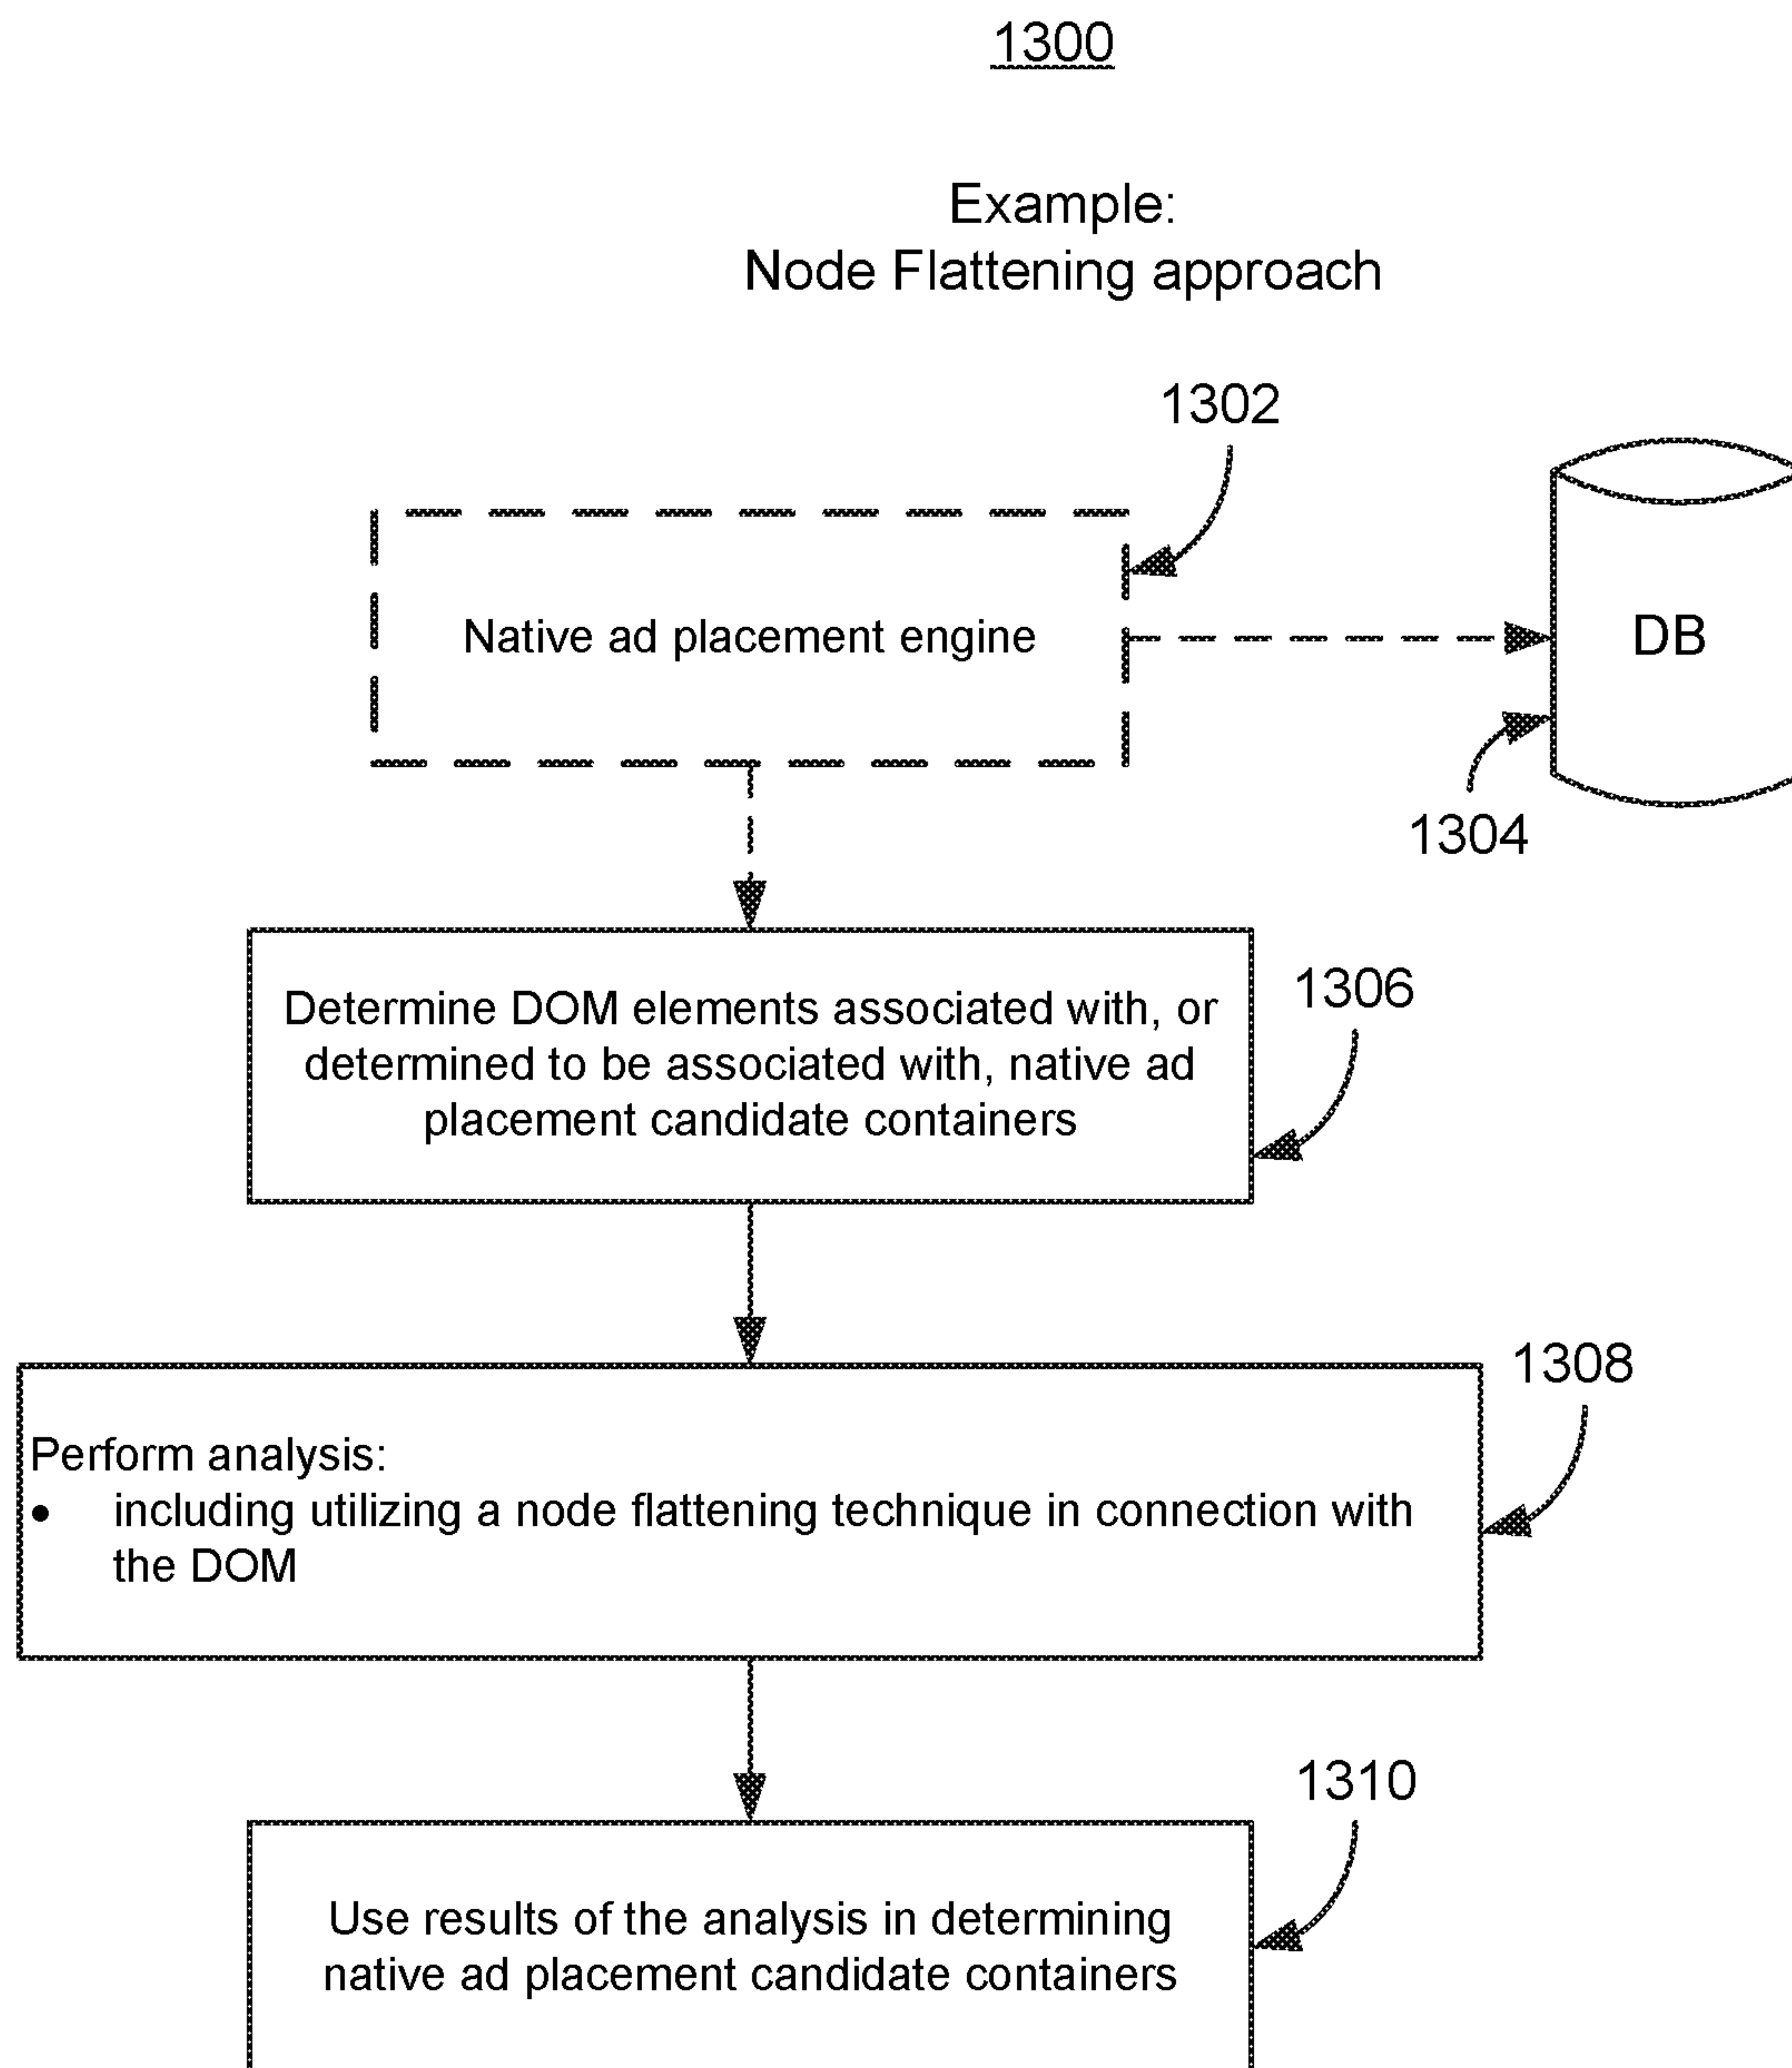 1300
Example:
Node Flattening approach
1302
Native ad placement engine
DB
1304
Determine DOM elements associated with, or
determined to be associated with, native ad
placement candidate containers
1306
Perform analysis:
• including utilizing a node flattening technique in connection with
the DOM
1308
Use results of the analysis in determining
native ad placement candidate containers
1310